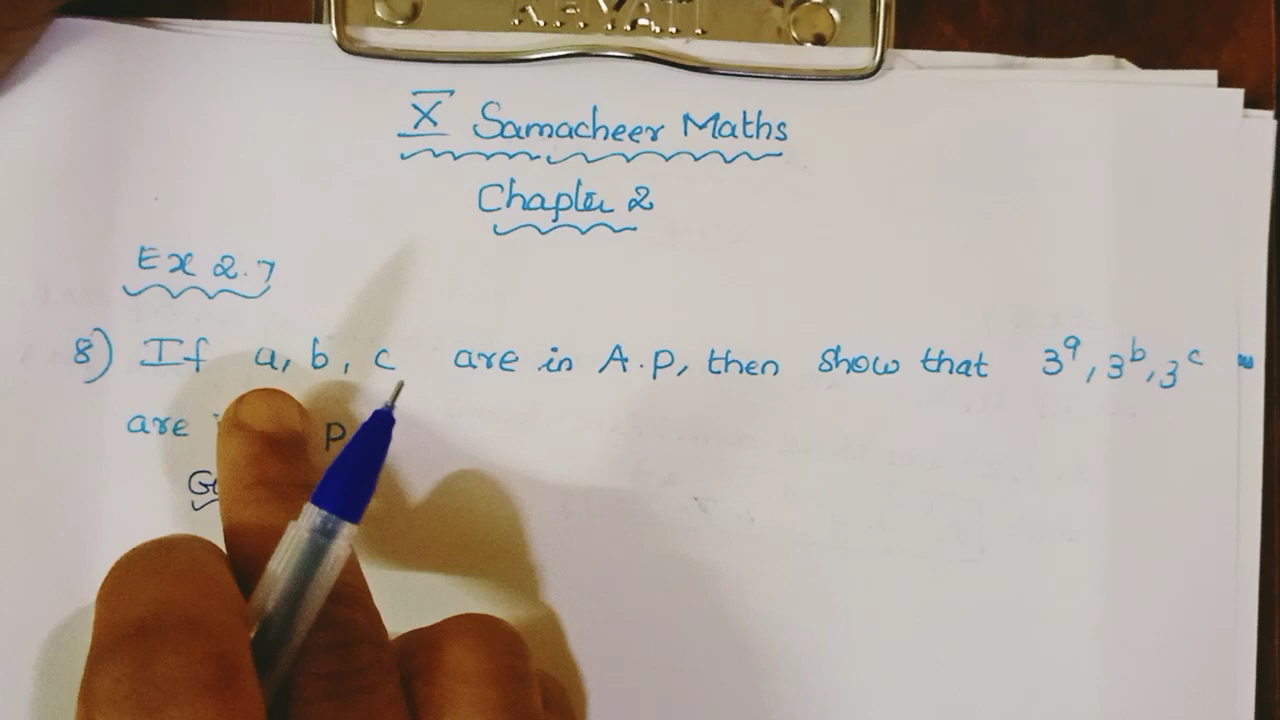 X Samacheer Maths
Chapter 2
Ex 2.7
8) If a, b, c are in A.P, then show that 3ᵃ, 3ᵇ, 3ᶜ
are P